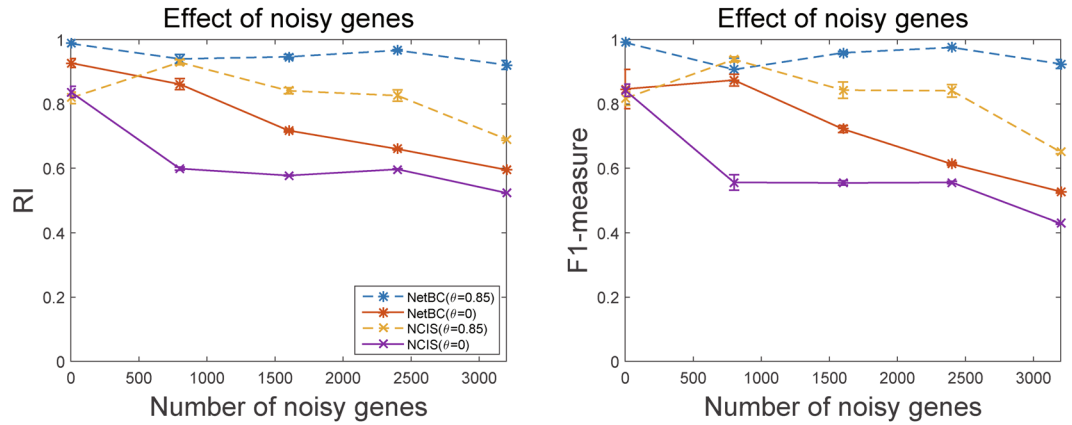 Effect of noisy genes
RI
1
0.8
0.6
0.4
0.2
0
0 500 1000 1500 2000 2500 3000
Number of noisy genes
NetBC(θ=0.85)
NetBC(θ=0)
NCIS(θ=0.85)
NCIS(θ=0)
Effect of noisy genes
F1-measure
1
0.8
0.6
0.4
0.2
0
0 500 1000 1500 2000 2500 3000
Number of noisy genes